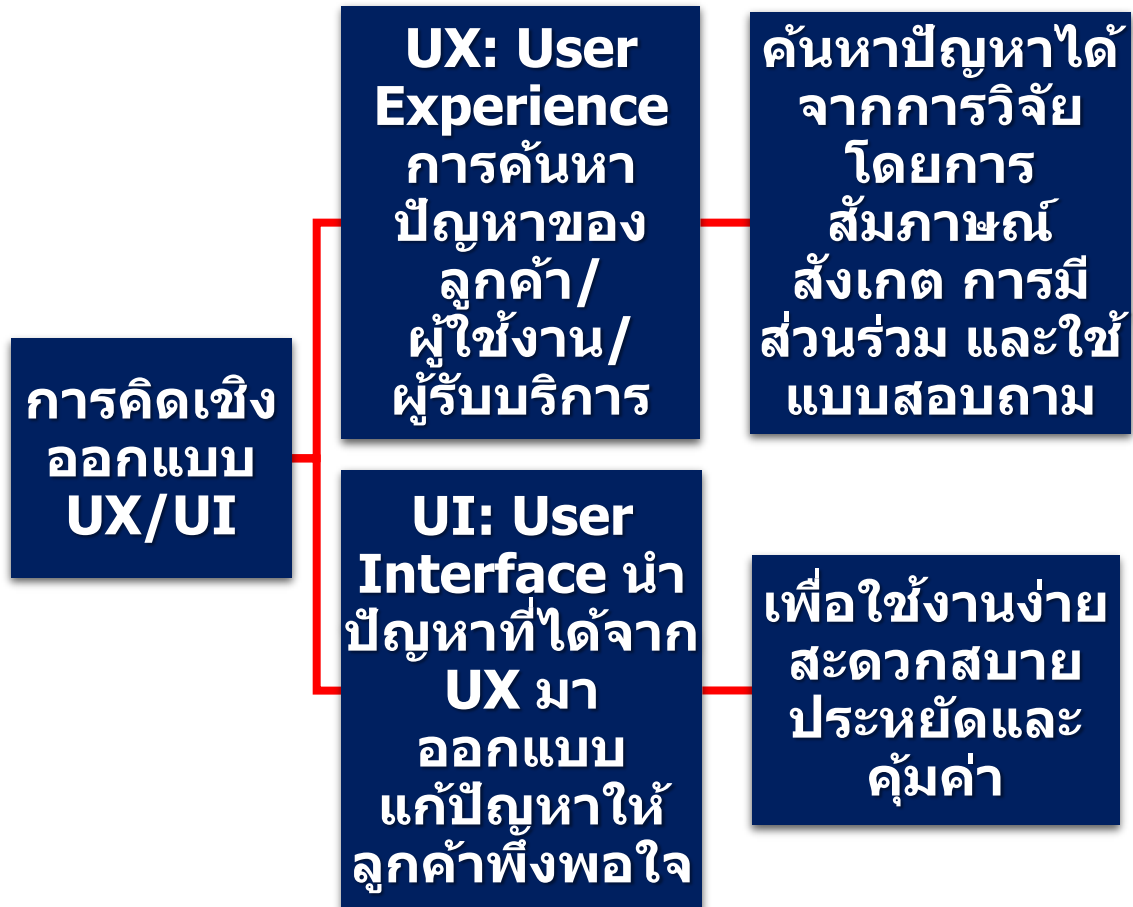 การคิดเชิง
ออกแบบ
UX/UI
UX: User
Experience
การค้นหา
ปัญหาของ
ลูกค้า/
ผู้ใช้งาน/
ผู้รับบริการ
ค้นหาปัญหาได้
จากการวิจัย
โดยการ
สัมภาษณ์
สังเกต การมี
ส่วนร่วม และใช้
แบบสอบถาม
UI: User
Interface นำ
ปัญหาที่ได้จาก
UX มา
ออกแบบ
แก้ปัญหาให้
ลูกค้าพึงพอใจ
เพื่อใช้งานง่าย
สะดวกสบาย
ประหยัดและ
คุ้มค่า